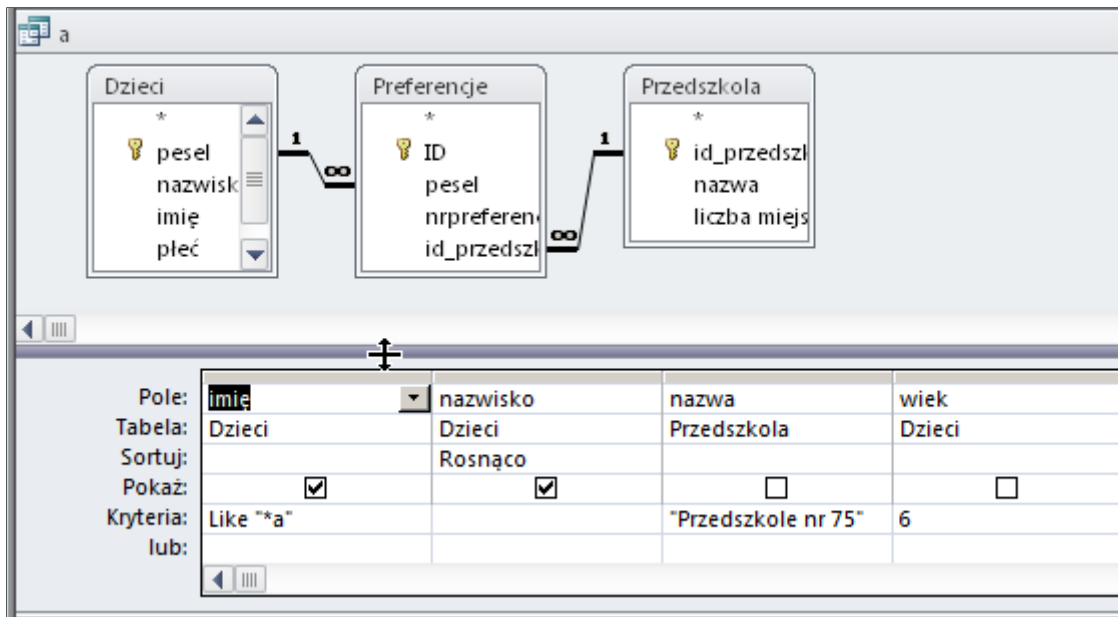 a
Dzieci
*
pesel
nazwisk
imię
płeć
1
∞
Preferencje
*
ID
pesel
nrpreferen
id_przedszk
∞
1
Przedszkola
*
id_przedszk
nazwa
liczba miejs
Pole: imię nazwisko nazwa wiek
Tabela: Dzieci Dzieci Przedszkola Dzieci
Sortuj: Rosnąco
Pokaż:
Kryteria: Like "*a" "Przedszkole nr 75" 6
lub: